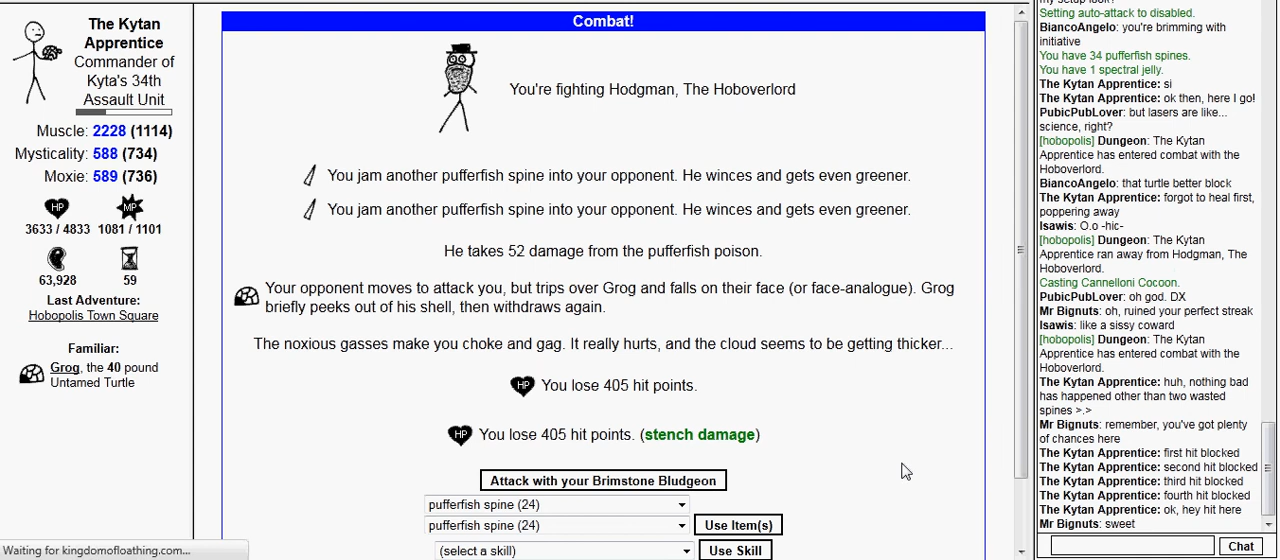 The Kytan
Apprentice
Commander of
Kyta's 34th
Assault Unit
Muscle: 2228 (1114)
Mysticality: 588 (734)
Moxie: 589 (736)
HP MP
3633 / 4833 1081 / 1101
63,928 59
Last Adventure:
Hobopolis Town Square
Familiar:
Grog, the 40 pound
Untamed Turtle
Waiting for kingdomofloathing.com...
Combat!
You're fighting Hodgman, The Hoboverlord
You jam another pufferfish spine into your opponent. He winces and gets even greener.
You jam another pufferfish spine into your opponent. He winces and gets even greener.
He takes 52 damage from the pufferfish poison.
Your opponent moves to attack you, but trips over Grog and falls on their face (or face-analogue). Grog
briefly peeks out of his shell, then withdraws again.
The noxious gasses make you choke and gag. It really hurts, and the cloud seems to be getting thicker...
HP You lose 405 hit points.
HP You lose 405 hit points. (stench damage)
Attack with your Brimstone Bludgeon
pufferfish spine (24)
pufferfish spine (24) Use Item(s)
(select a skill) Use Skill
my setup look?
Setting auto-attack to disabled.
BiancoAngelo: you're brimming with
initiative
You have 34 pufferfish spines.
You have 1 spectral jelly.
The Kytan Apprentice: si
The Kytan Apprentice: ok then, here I go!
PubicPubLover: but lasers are like...
science, right?
[hobopolis] Dungeon: The Kytan
Apprentice has entered combat with the
Hoboverlord.
BiancoAngelo: that turtle better block
The Kytan Apprentice: forgot to heal first,
poppering away
Isawis: O.o -hic-
[hobopolis] Dungeon: The Kytan
Apprentice ran away from Hodgman, The
Hoboverlord.
Casting Cannelloni Cocoon.
PubicPubLover: oh god. DX
Mr Bignuts: oh, ruined your perfect streak
Isawis: like a sissy coward
[hobopolis] Dungeon: The Kytan
Apprentice has entered combat with the
Hoboverlord.
The Kytan Apprentice: huh, nothing bad
has happened other than two wasted
spines >.>
Mr Bignuts: remember, you've got plenty
of chances here
The Kytan Apprentice: first hit blocked
The Kytan Apprentice: second hit blocked
The Kytan Apprentice: third hit blocked
The Kytan Apprentice: fourth hit blocked
The Kytan Apprentice: ok, hey hit here
Mr Bignuts: sweet
Chat